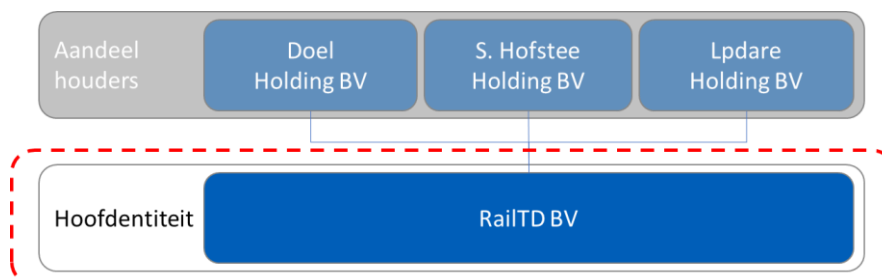 Aandeel
houders
Doel
Holding BV
S. Hofstee
Holding BV
Lpdare
Holding BV
Hoofdentiteit
RailTD BV